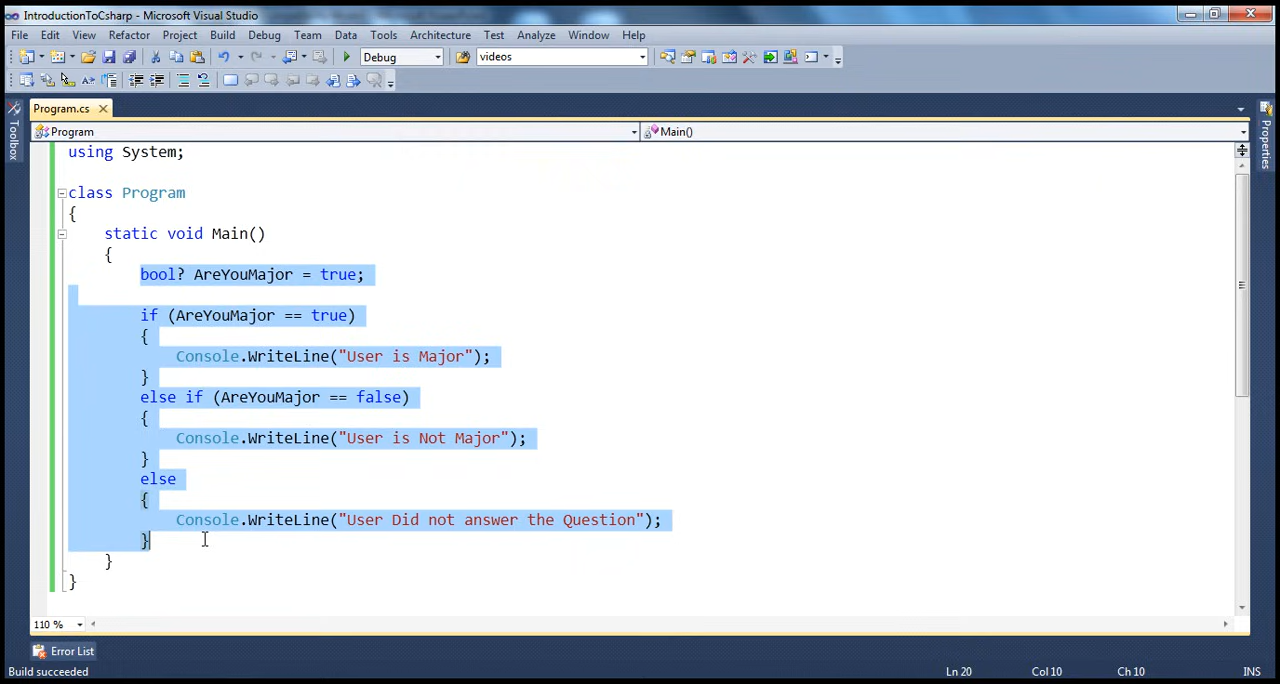 IntroductionToCsharp - Microsoft Visual Studio
File Edit View Refactor Project Build Debug Team Data Tools Architecture Test Analyze Window Help
Debug videos
Program.cs
Toolbox
Properties
Program Main()
using System;
class Program
{
static void Main()
{
bool? AreYouMajor = true;
if (AreYouMajor == true)
{
Console.WriteLine("User is Major");
}
else if (AreYouMajor == false)
{
Console.WriteLine("User is Not Major");
}
else
{
Console.WriteLine("User Did not answer the Question");
}
}
}
110 %
Error List
Build succeeded Ln 20 Col 10 Ch 10 INS